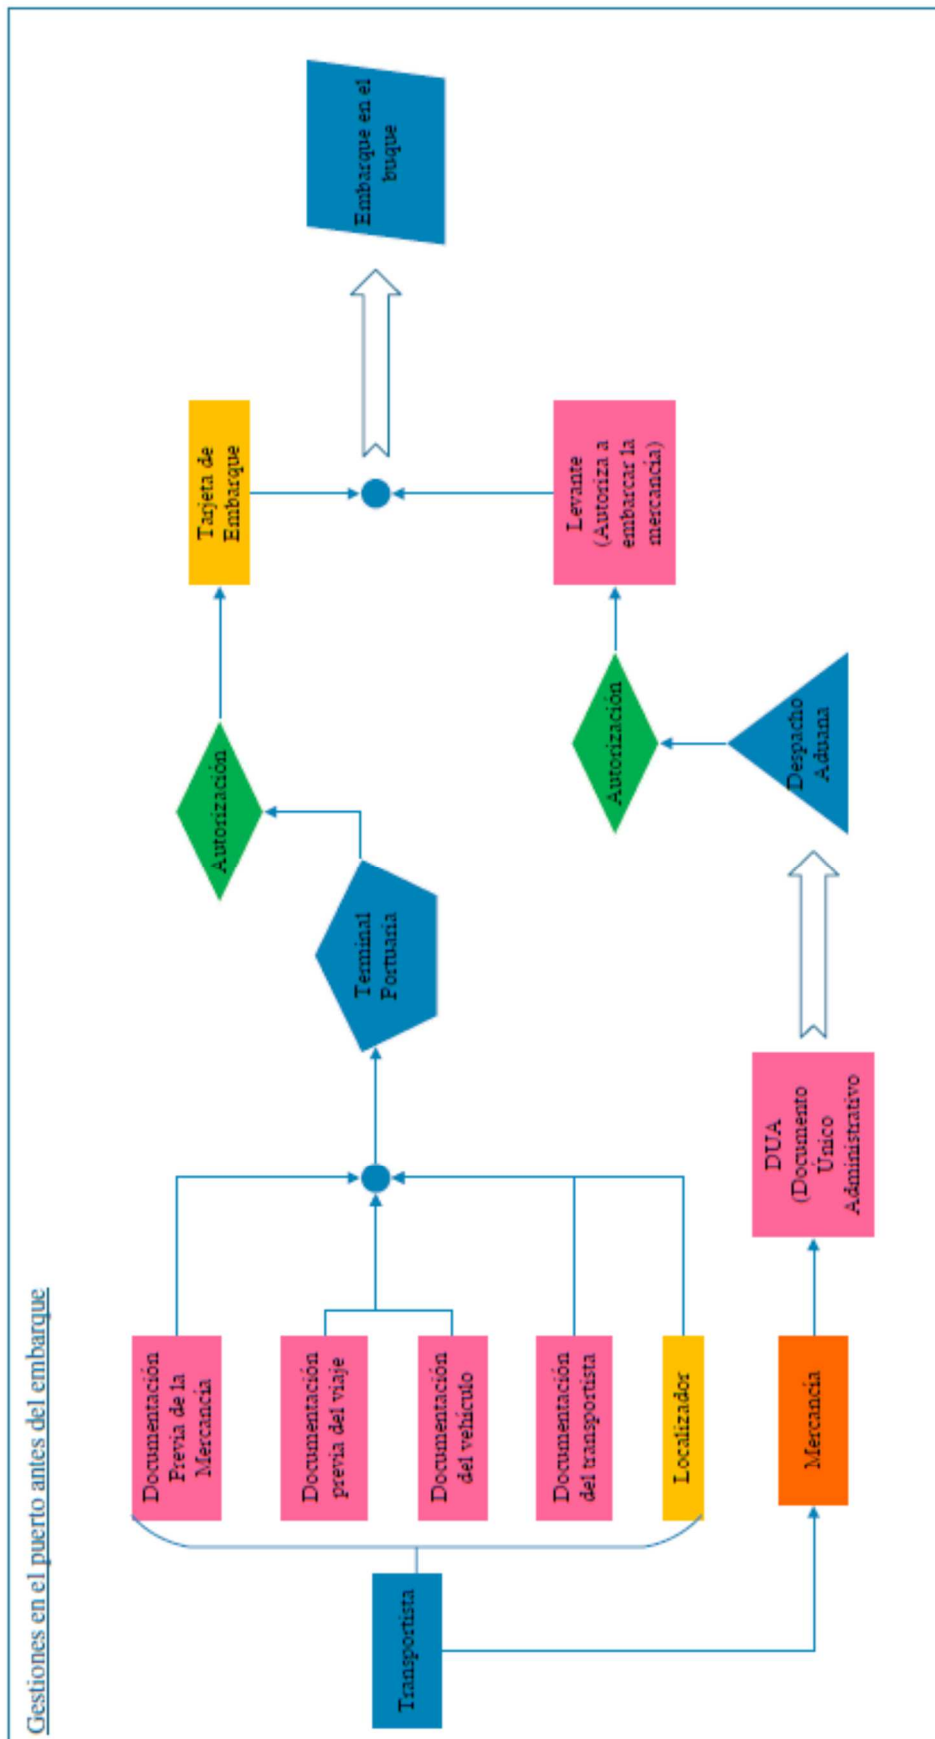 Gestiones en el puerto antes del embarque
Transportista
Documentación
Previa de la
Mercancia
Documentación
previa del viaje
Documentación
del vehículo
Documentación
del transportista
Localizador
Mercancía
DUA
(Documento
Único
Administrativo
Terminal
Portuaria
Autorización
Despacho
Aduana
Autorización
Tarjeta de
Embarque
Levante
(Autoriza a
embarcar la
mercancía)
Embarque en el
buque